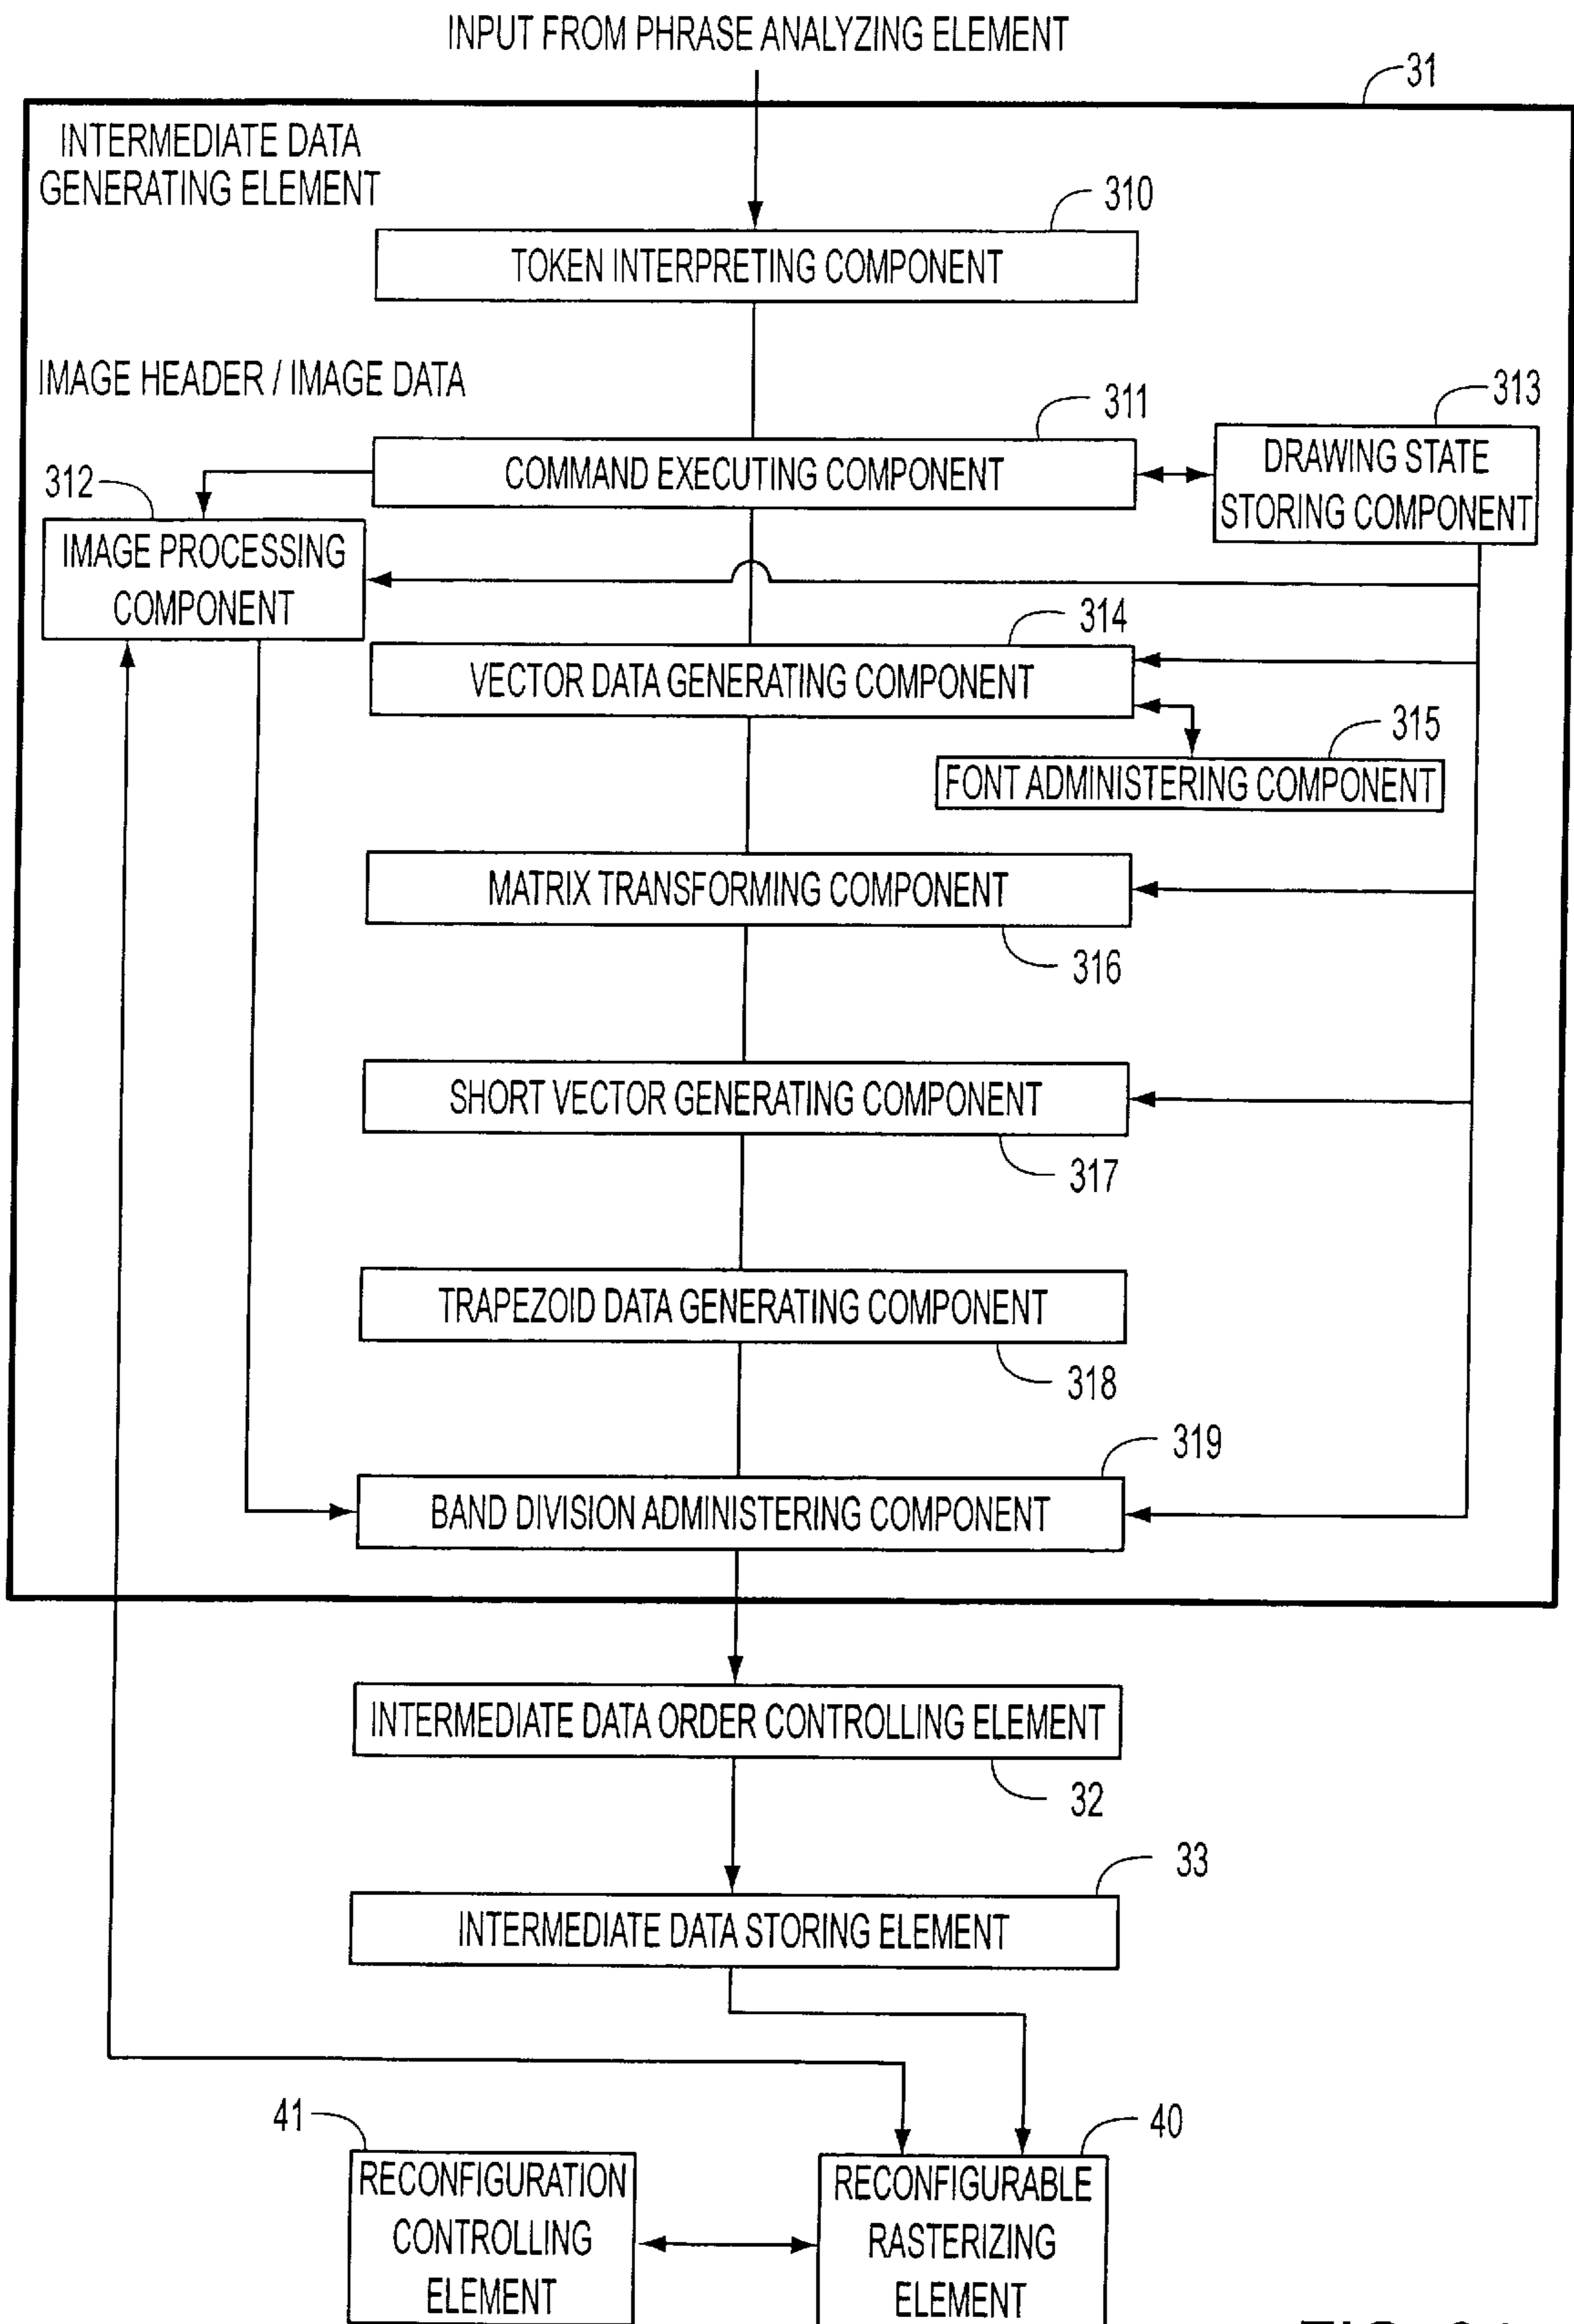 INPUT FROM PHRASE ANALYZING ELEMENT
31
INTERMEDIATE DATA
GENERATING ELEMENT
310
TOKEN INTERPRETING COMPONENT
IMAGE HEADER / IMAGE DATA
311
313
COMMAND EXECUTING COMPONENT
DRAWING STATE
STORING COMPONENT
312
IMAGE PROCESSING
COMPONENT
314
VECTOR DATA GENERATING COMPONENT
315
FONT ADMINISTERING COMPONENT
MATRIX TRANSFORMING COMPONENT
316
SHORT VECTOR GENERATING COMPONENT
317
TRAPEZOID DATA GENERATING COMPONENT
318
319
BAND DIVISION ADMINISTERING COMPONENT
INTERMEDIATE DATA ORDER CONTROLLING ELEMENT
32
33
INTERMEDIATE DATA STORING ELEMENT
41
40
RECONFIGURATION
CONTROLLING
ELEMENT
RECONFIGURABLE
RASTERIZING
ELEMENT